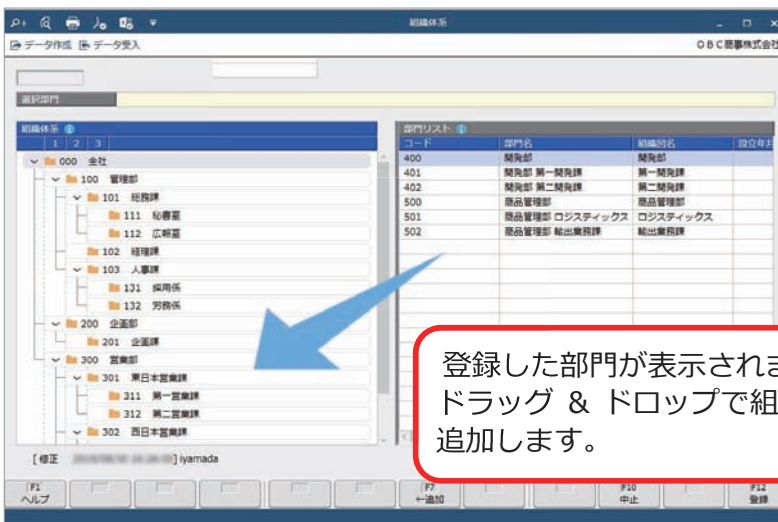 組織体系
データ作成 データ受入
OBC商事株式会社
選択部門
組織体系
1 2 3
000 会社
100 管理部
101 総務課
111 秘書室
112 広報室
102 経理課
103 人事課
131 採用係
132 労務係
200 企画部
201 企画課
300 営業部
301 東日本営業課
311 第一営業課
312 第二営業課
302 西日本営業課
部門リスト
コード 部門名 組織図名 設立年月
400 開発部 開発部
401 開発部 第一開発課 第一開発課
402 開発部 第二開発課 第二開発課
500 商品管理部 商品管理部
501 商品管理部 ロジスティックス ロジスティックス
502 商品管理部 輸出業務課 輸出業務課
登録した部門が表示されま
ドラッグ & ドロップで組
追加します。
[修正 ] iyamada
F1 F7 F10 F12
ヘルプ ←追加 中止 登録